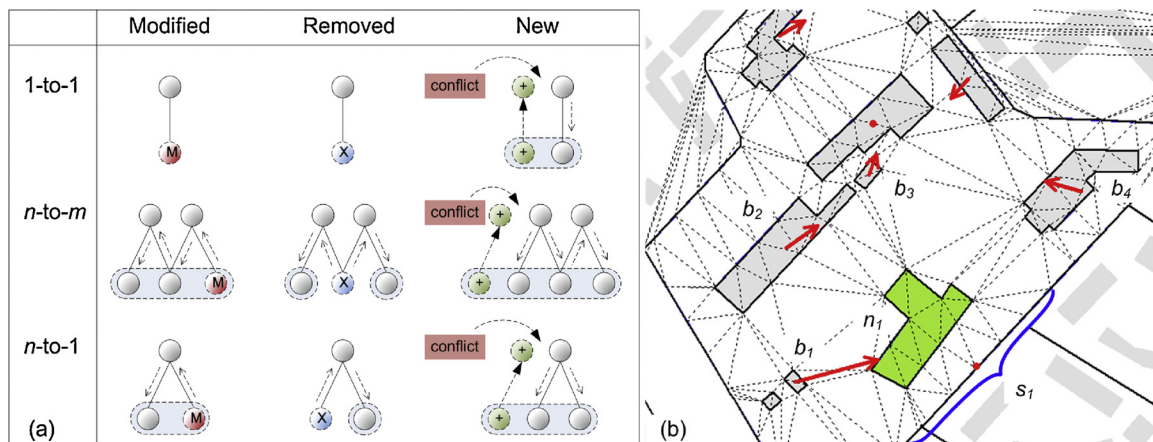 Modified Removed New
1-to-1
conflict
+
+
M
X
n-to-m
conflict
+
+
M
X
n-to-1
conflict
+
+
M
X
(a)
b3
b2
b4
n1
b1
s1
(b)